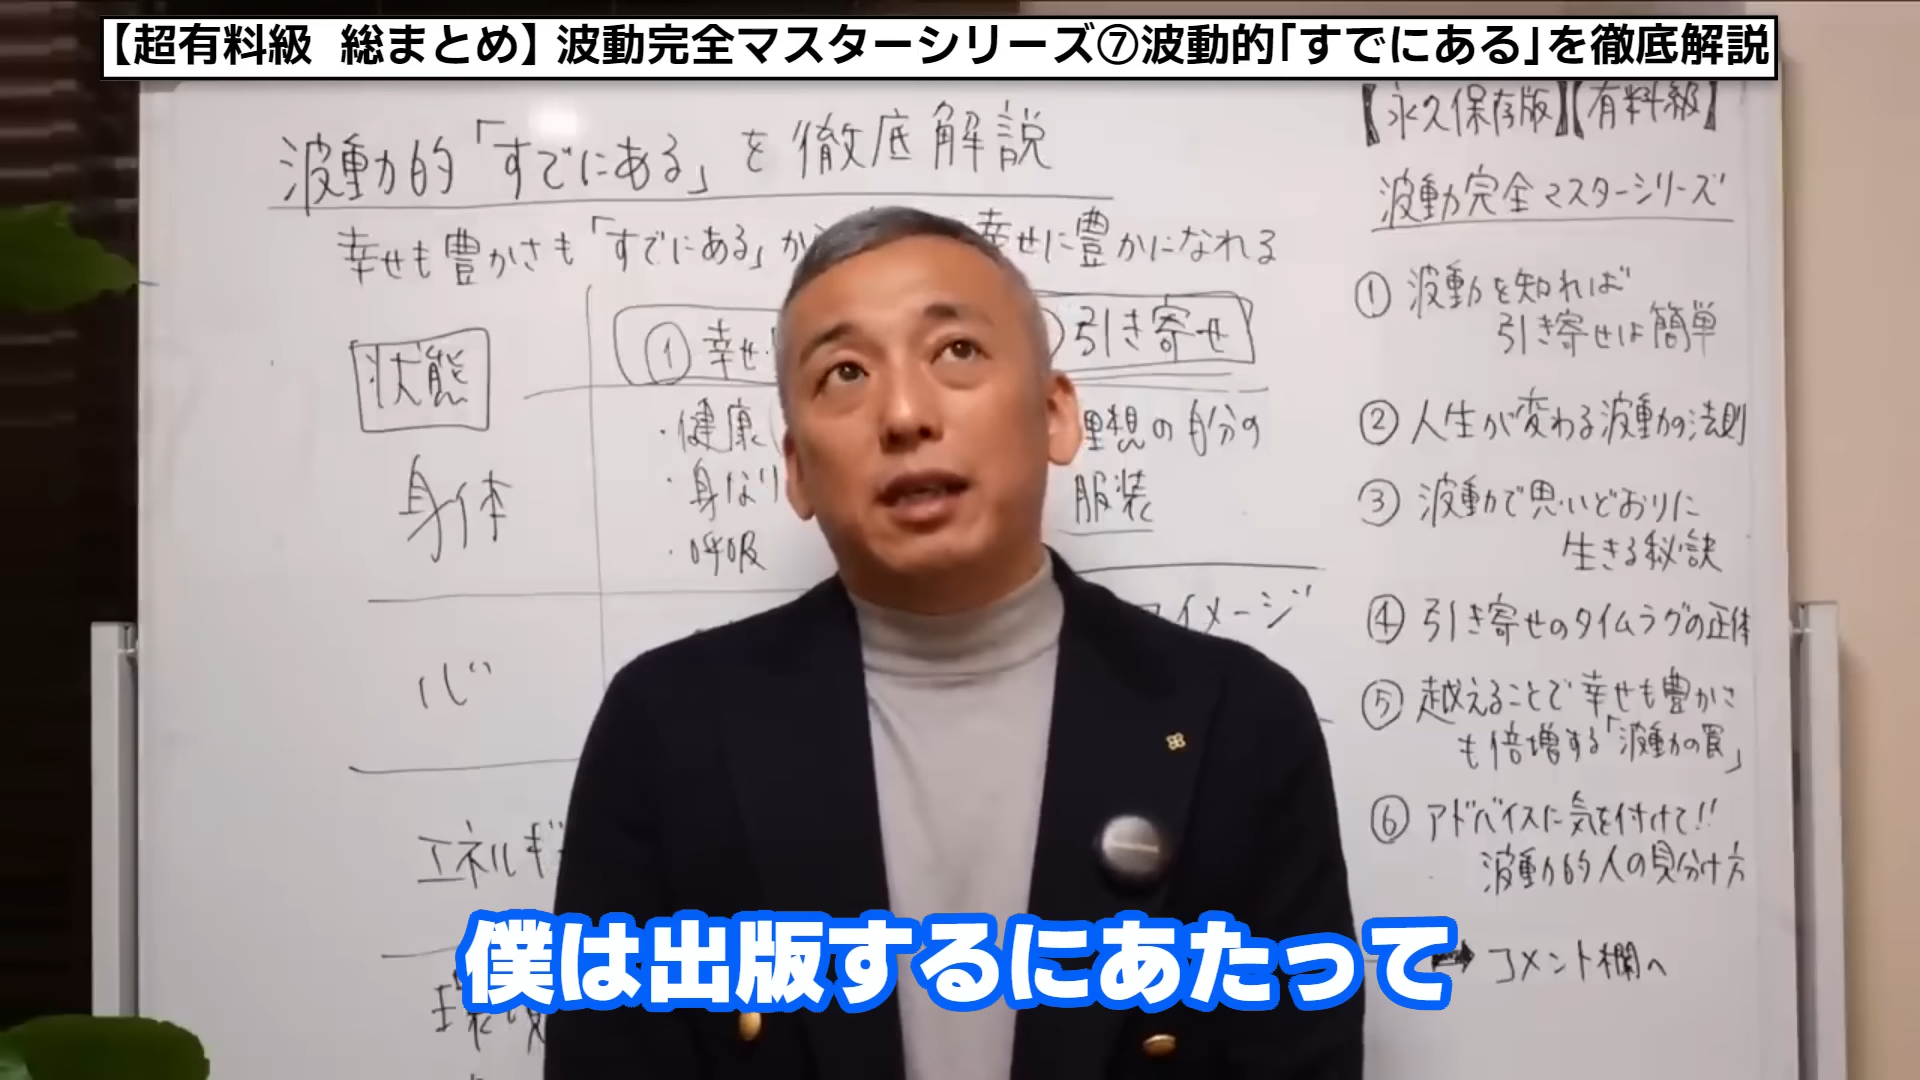 【超有料級 総まとめ】波動完全マスターシリーズ⑦波動的「すでにある」を徹底解説
波動的「すでにある」を徹底解説
幸せも豊かさも「すでにある」か
幸せに豊かになれる
状態
① 幸せ
引き寄せ
身体
・健康
・身なり
・呼吸
理想の自分の
服装
心
イメージ
エネルギ
環境
【永久保存版】【有料級】
波動完全マスターシリーズ
① 波動を知れば
引き寄せは簡単
② 人生が変わる波動の法則
③ 波動で思いどおりに
生きる秘訣
④ 引き寄せのタイムラグの正体
⑤ 越えることで幸せも豊かさ
も倍増する「波動の罠」
⑥ アドバイスに気を付けて!!
波動的人の見分け方
➡ コメント欄へ
僕は出版するにあたって